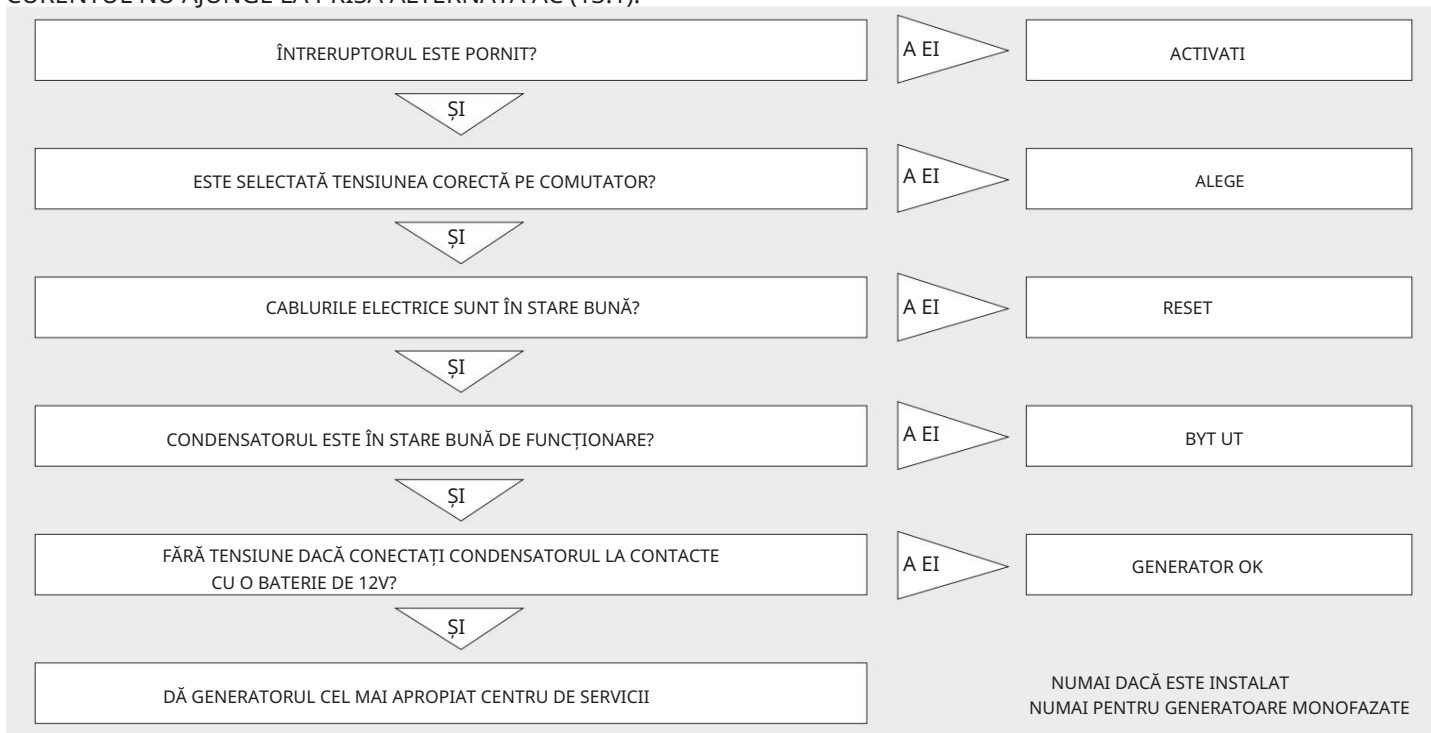 ÎNTRERUPTORUL ESTE PORNIT?
A EI
ACTIVATI
ȘI
ESTE SELECTATĂ TENSIUNEA CORECTĂ PE COMUTATOR?
A EI
ALEGE
ȘI
CABLURILE ELECTRICE SUNT ÎN STARE BUNĂ?
A EI
RESET
ȘI
CONDENSATORUL ESTE ÎN STARE BUNĂ DE FUNCȚIONARE?
A EI
BYT UT
ȘI
FĂRĂ TENSIUNE DACĂ CONECTAȚI CONDENSATORUL LA CONTACTE
CU O BATERIE DE 12V?
A EI
GENERATOR OK
ȘI
DĂ GENERATORUL CEL MAI APROPIAT CENTRU DE SERVICII
NUMAI DACĂ ESTE INSTALAT
NUMAI PENTRU GENERATOARE MONOFAZATE